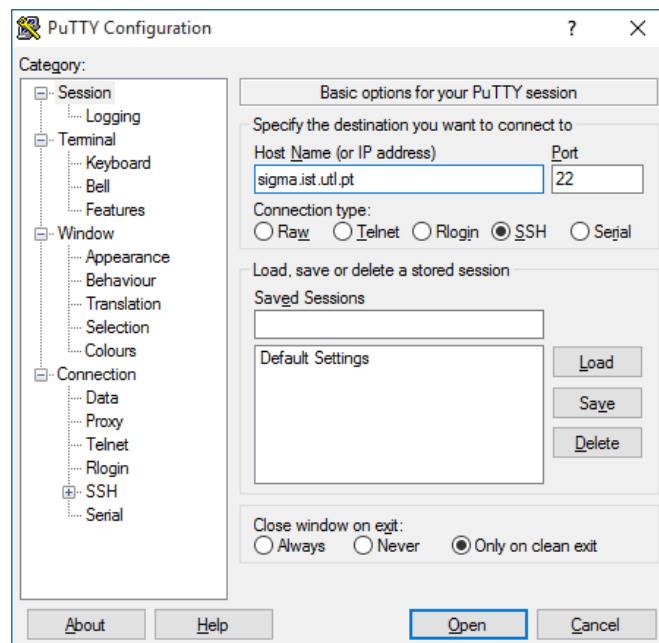 PuTTY Configuration
?
Category:
Session
Logging
Terminal
Keyboard
Bell
Features
Window
Appearance
Behaviour
Translation
Selection
Colours
Connection
Data
Proxy
Telnet
Rlogin
SSH
Serial
Basic options for your PuTTY session
Specify the destination you want to connect to
Host Name (or IP address) Port
sigma.ist.utl.pt 22
Connection type:
Raw Telnet Rlogin SSH Serial
Load, save or delete a stored session
Saved Sessions
Default Settings
Load
Save
Delete
Close window on exit:
Always Never Only on clean exit
About Help Open Cancel